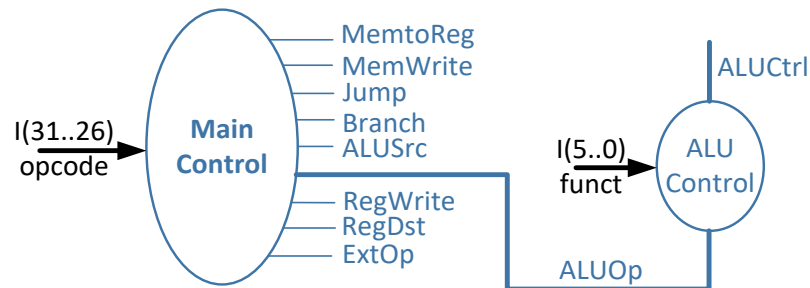 MemtoReg
MemWrite
Jump
Branch
ALUSrc
RegWrite
RegDst
ExtOp
I(31..26)
opcode
Main
Control
ALUOp
I(5..0)
funct
ALU
Control
ALUCtrl